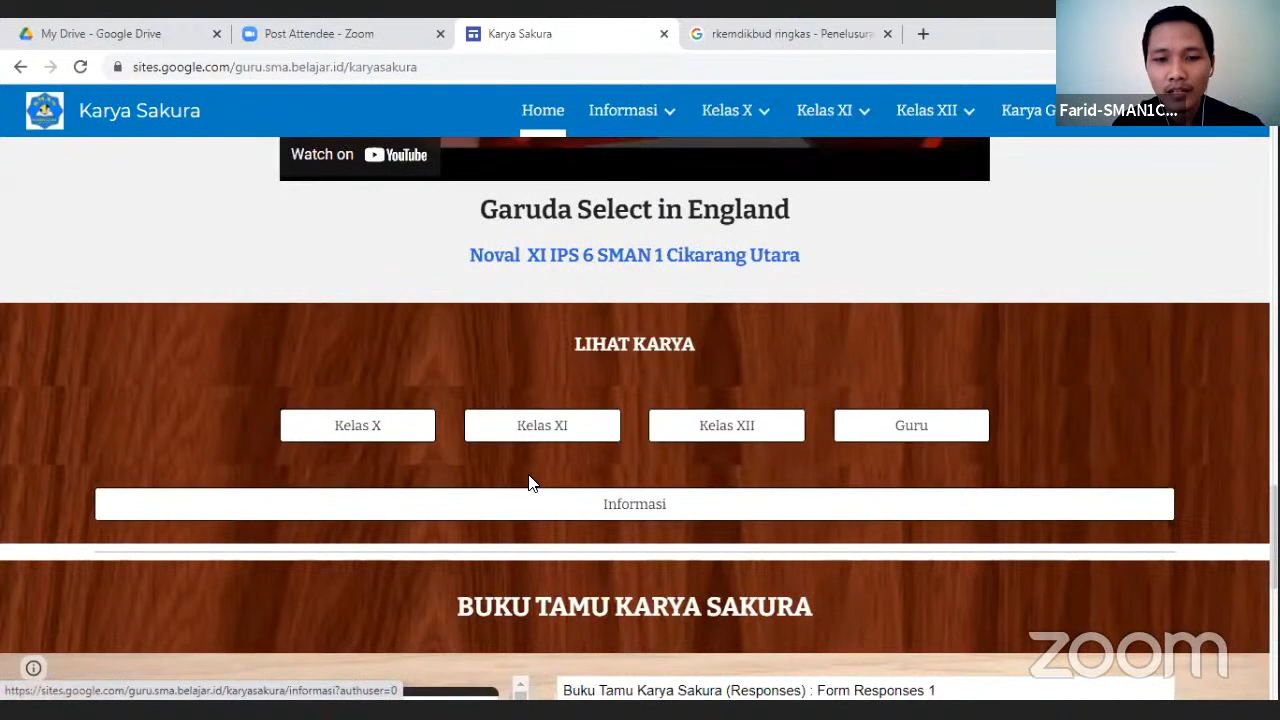 My Drive - Google Drive
Post Attendee - Zoom
Karya Sakura
rkemdikbud ringkas - Penelusura
sites.google.com/guru.sma.belajar.id/karyasakura
Farid-SMAN1C...
Karya Sakura
Home
Informasi
Kelas X
Kelas XI
Kelas XII
Karya G
Watch on YouTube
Garuda Select in England
Noval XI IPS 6 SMAN 1 Cikarang Utara
LIHAT KARYA
Kelas X
Kelas XI
Kelas XII
Guru
Informasi
BUKU TAMU KARYA SAKURA
zoom
https://sites.google.com/guru.sma.belajar.id/karyasakura/informasi?authuser=0
Buku Tamu Karya Sakura (Responses) : Form Responses 1